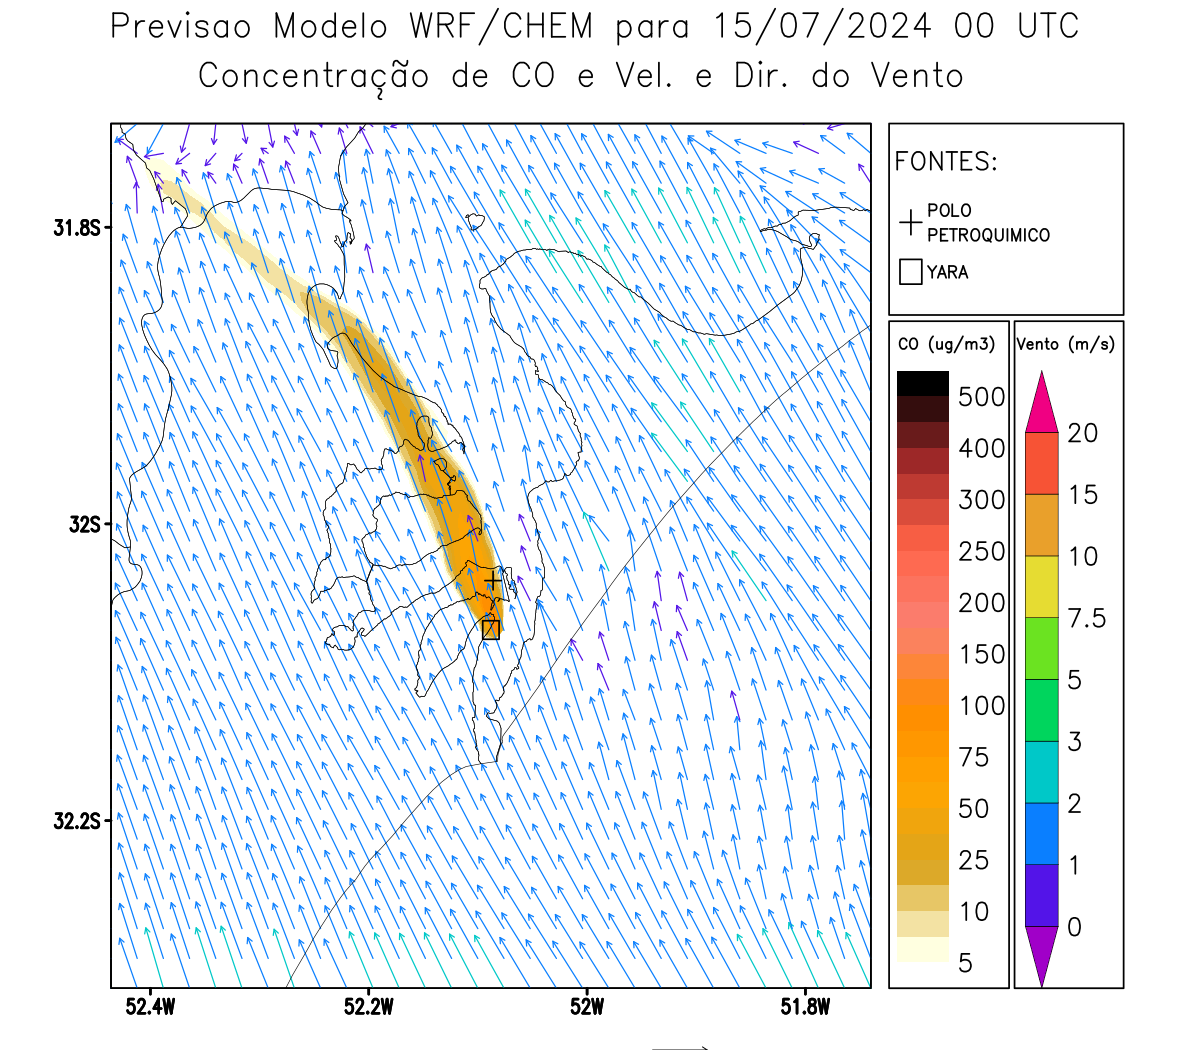 Previsao Modelo WRF/CHEM para 15/07/2024 00 UTC
Concentração de CO e Vel. e Dir. do Vento
FONTES:
POLO
PETROQUIMICO
YARA
CO (ug/m3)
500
400
300
250
200
150
100
75
50
25
10
5
Vento (m/s)
20
15
10
7.5
5
3
2
1
0
31.8S
32S
32.2S
52.4W
52.2W
52W
51.8W